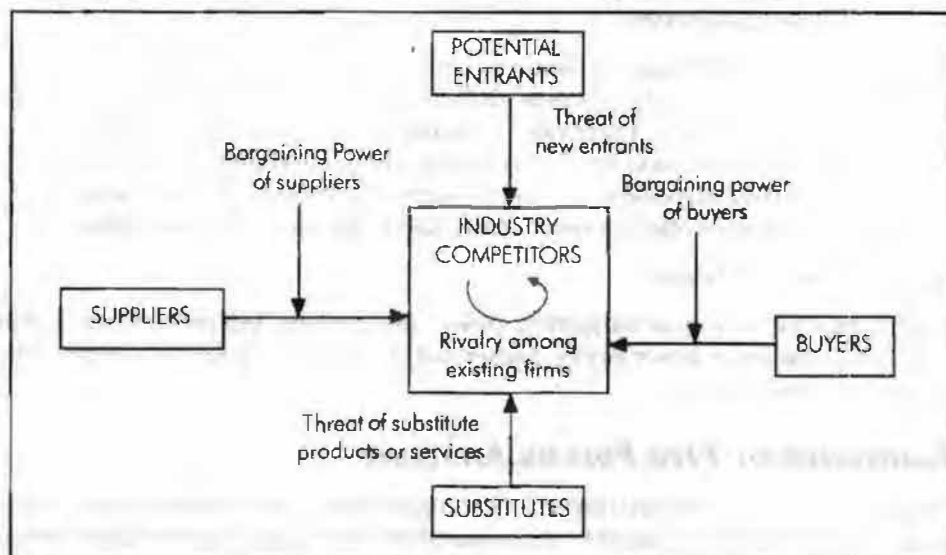 POTENTIAL
ENTRANTS
Threat of
new entrants
Bargaining Power
of suppliers
Bargaining power
of buyers
INDUSTRY
COMPETITORS
SUPPLIERS
Rivalry among
existing firms
BUYERS
Threat of substitute
products or services
SUBSTITUTES